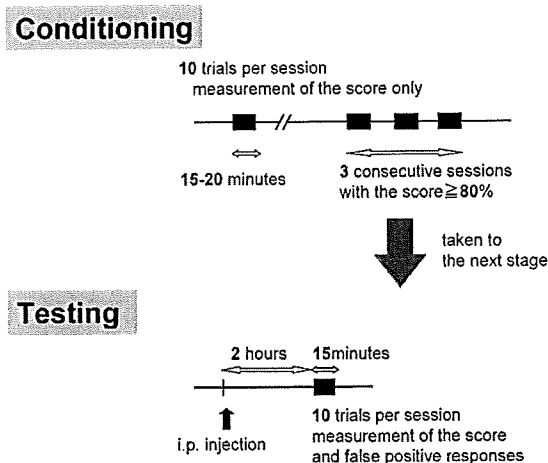 Conditioning
10 trials per session
measurement of the score only
15-20 minutes
3 consecutive sessions
with the score≧80%
taken to
the next stage
Testing
2 hours
15minutes
i.p. injection
10 trials per session
measurement of the score
and false positive responses